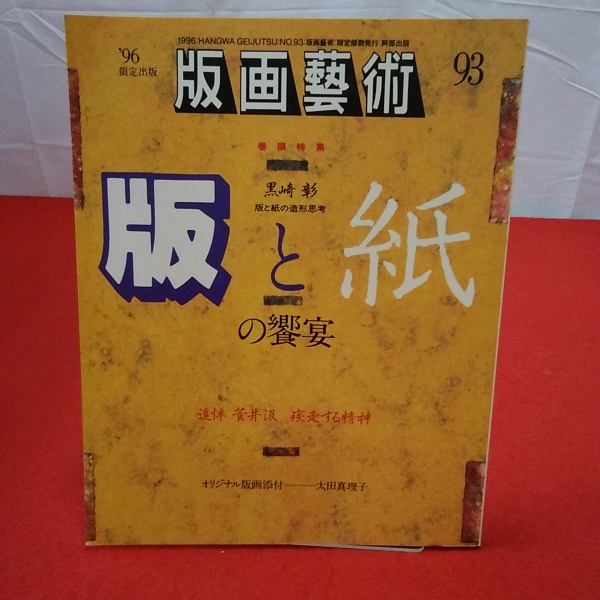 1996:HANGWA GEIJUTSU NO.93:版画藝術 限定部数発行:阿部出版
'96
限定出版
版画藝術
93
巻頭特集
黒崎 彰
版と紙の造形思考
版と紙
の饗宴
追悼 菅井汲 疾走する精神
オリジナル版画添付───太田真理子